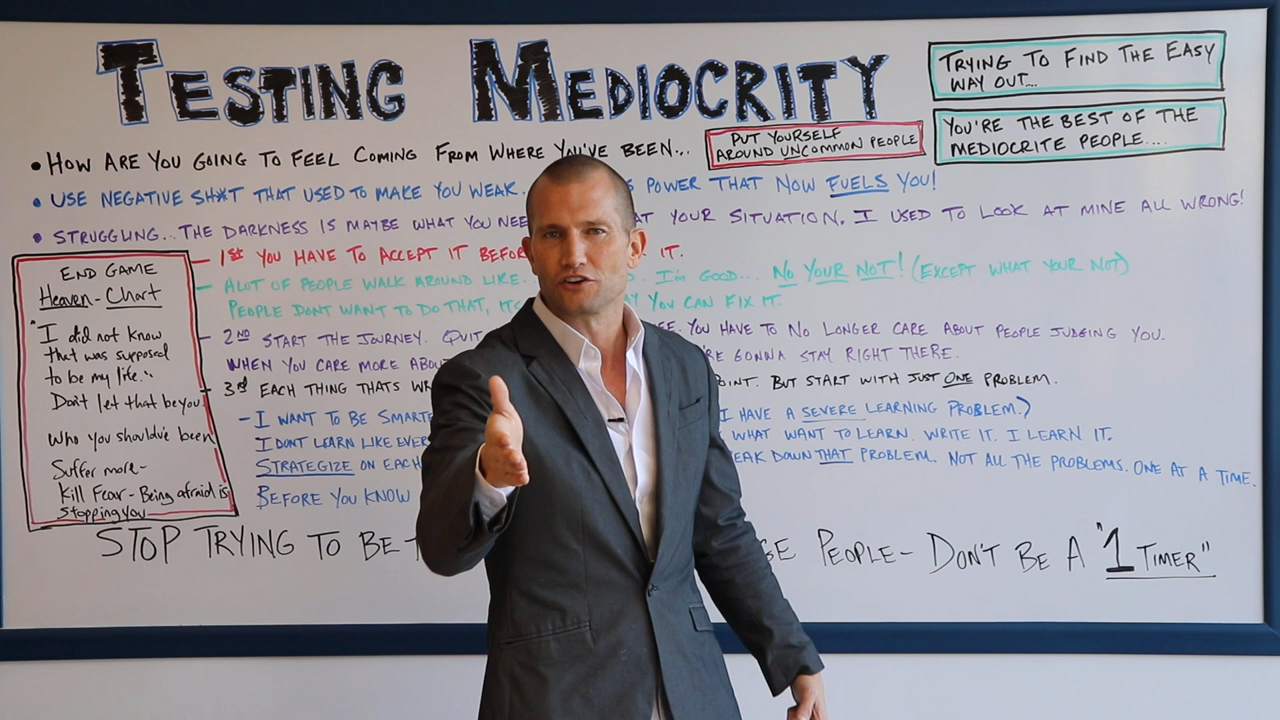 TESTING MEDIOCRITY
TRYING TO FIND THE EASY
WAY OUT...
YOU'RE THE BEST OF THE
MEDIOCRITE PEOPLE....
PUT YOURSELF
AROUND UNCOMMON PEOPLE
• HOW ARE YOU GOING TO FEEL COMING FROM WHERE YOU'VE BEEN...
• USE NEGATIVE SH*T THAT USED TO MAKE YOU WEAK. POWER THAT NOW FUELS YOU!
• STRUGGLING...THE DARKNESS IS MAYBE WHAT YOU NEE AT YOUR SITUATION. I USED TO LOOK AT MINE ALL WRONG!
- 1st YOU HAVE TO ACCEPT IT BEFOR IT.
- ALOT OF PEOPLE WALK AROUND LIKE... I'm GOOD... NO YOUR NOT! (EXCEPT WHAT YOUR NOT)
PEOPLE DONT WANT TO DO THAT, ITS YOU CAN FIX IT.
- 2ND START THE JOURNEY. QUIT YOU HAVE TO NO LONGER CARE ABOUT PEOPLE JUDGING YOU.
WHEN YOU CARE MORE ABOU RE GONNA STAY RIGHT THERE.
- 3rd EACH THING THATS WR OINT. BUT START WITH JUST ONE PROBLEM.
- I WANT TO BE SMARTE I HAVE A SEVERE LEARNING PROBLEM.)
I DONT LEARN LIKE EVER WHAT WANT TO LEARN. WRITE IT. I LEARN IT.
STRATEGIZE ON EACH EAK DOWN THAT PROBLEM. NOT ALL THE PROBLEMS. ONE AT A TIME.
BEFORE YOU KNOW
END GAME
Heaven - Chart
"I did not know
that was supposed
to be my life."
Don't let that be you.
Who you should've been
Suffer more -
Kill Fear - Being afraid is
stopping you
STOP TRYING TO BE GE PEOPLE - DON'T BE A "1 TIMER"